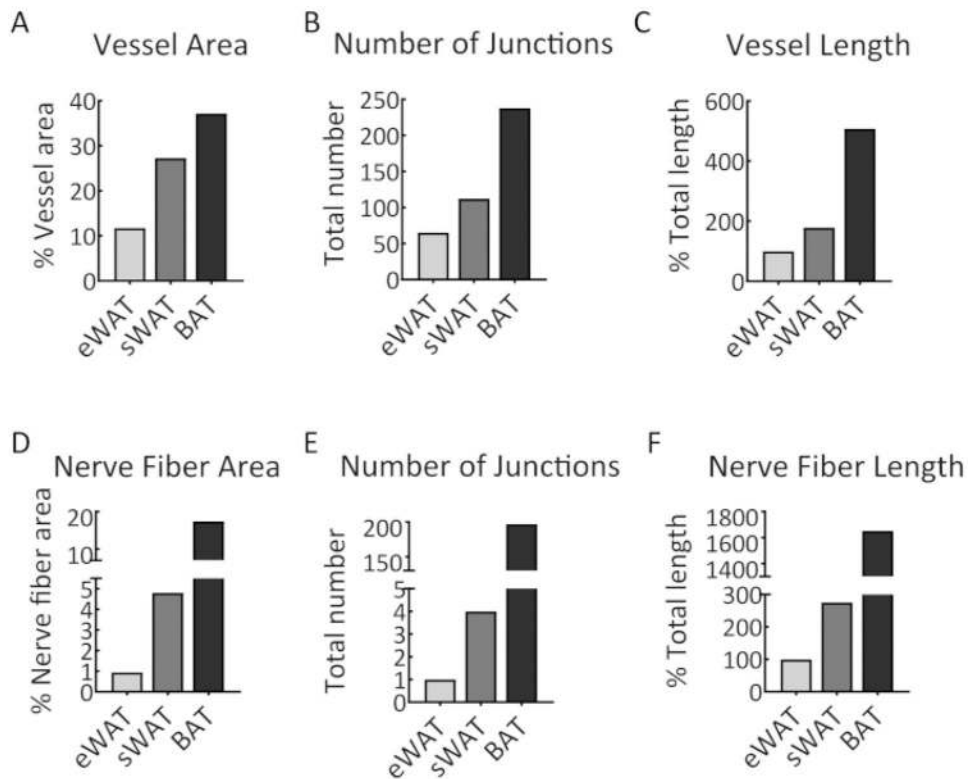 A
Vessel Area
% Vessel area
40
30
20
10
0
eWAT
sWAT
BAT
B
Number of Junctions
Total number
250
200
150
100
50
0
eWAT
sWAT
BAT
C
Vessel Length
% Total length
600
400
200
0
eWAT
sWAT
BAT
D
Nerve Fiber Area
% Nerve fiber area
20
10
5
4
3
2
1
0
eWAT
sWAT
BAT
E
Number of Junctions
Total number
200
150
5
4
3
2
1
0
eWAT
sWAT
BAT
F
Nerve Fiber Length
% Total length
1800
1600
1400
300
200
100
0
eWAT
sWAT
BAT